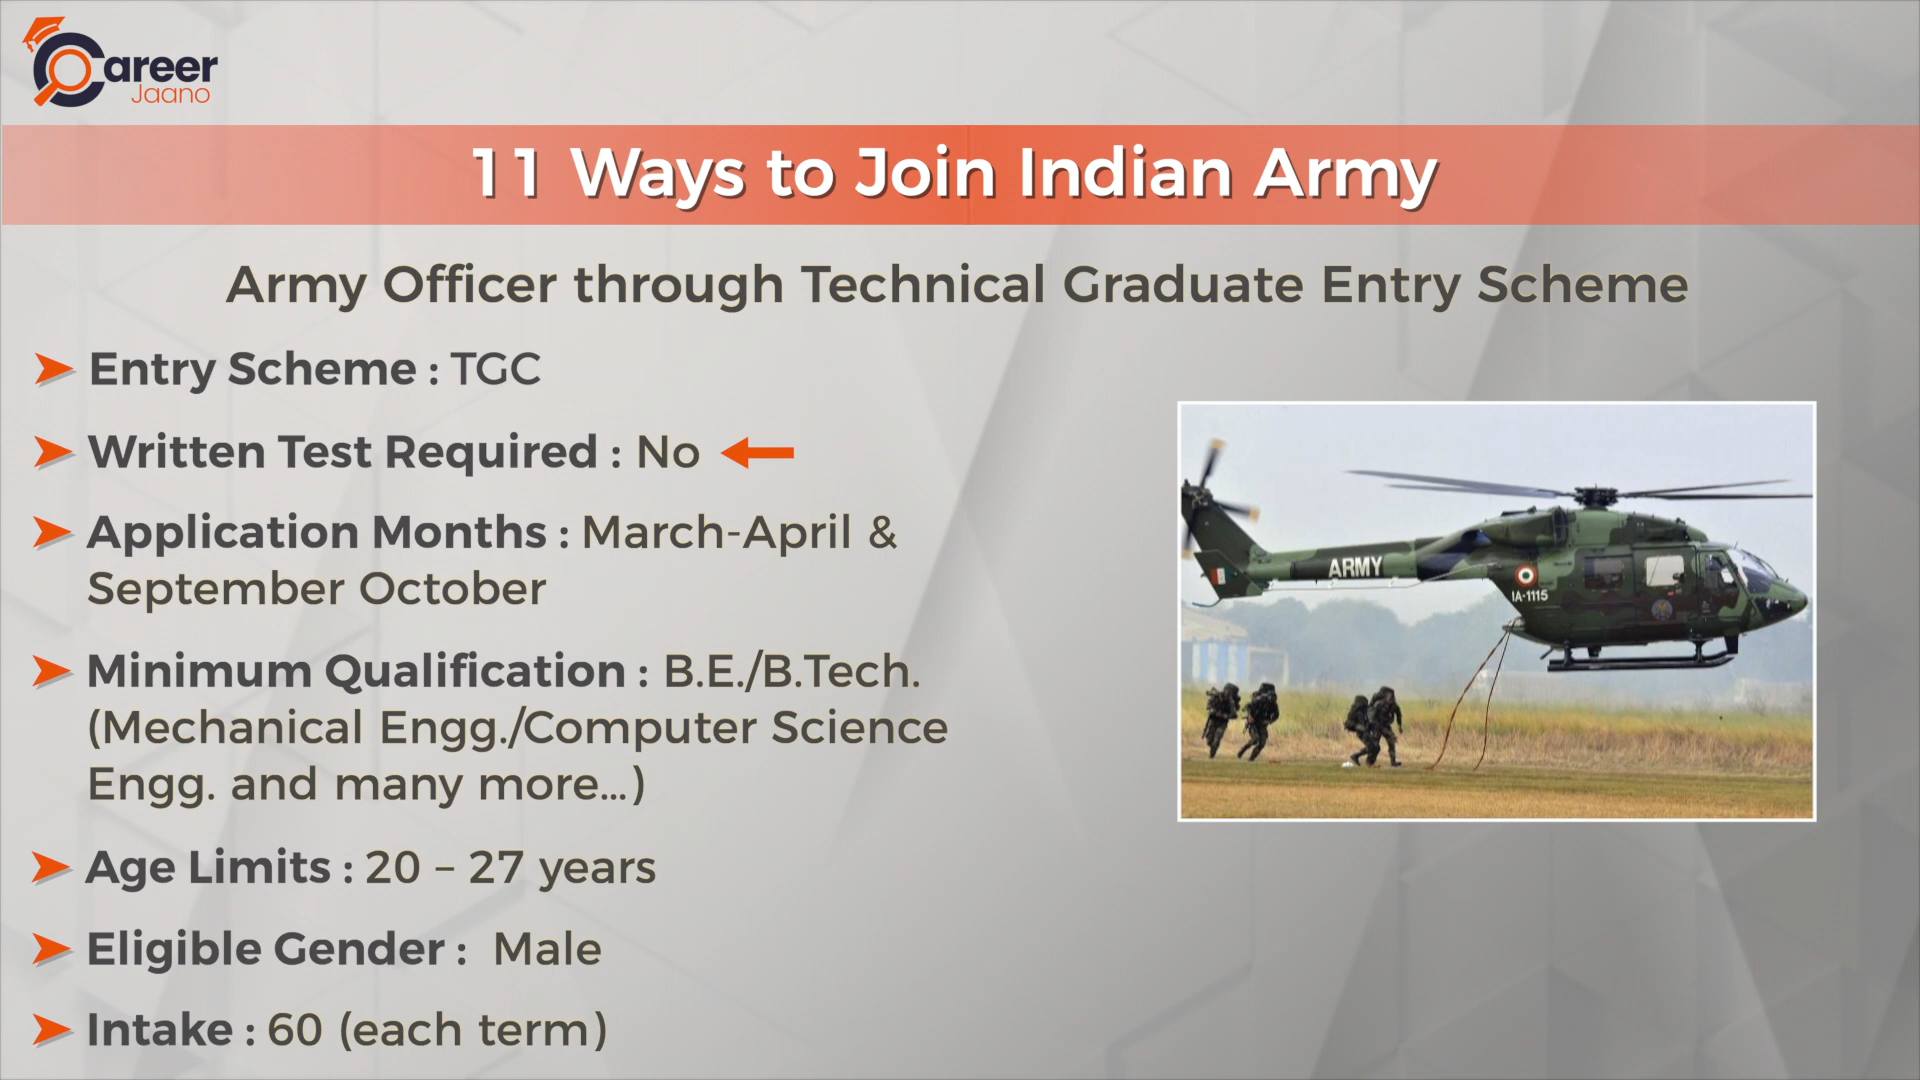 Career
Jaano
11 Ways to Join Indian Army
Army Officer through Technical Graduate Entry Scheme
Entry Scheme : TGC
Written Test Required : No
Application Months : March-April &
September October
Minimum Qualification : B.E./B.Tech.
(Mechanical Engg./Computer Science
Engg. and many more...)
Age Limits : 20 – 27 years
Eligible Gender : Male
Intake : 60 (each term)
ARMY
IA-1115